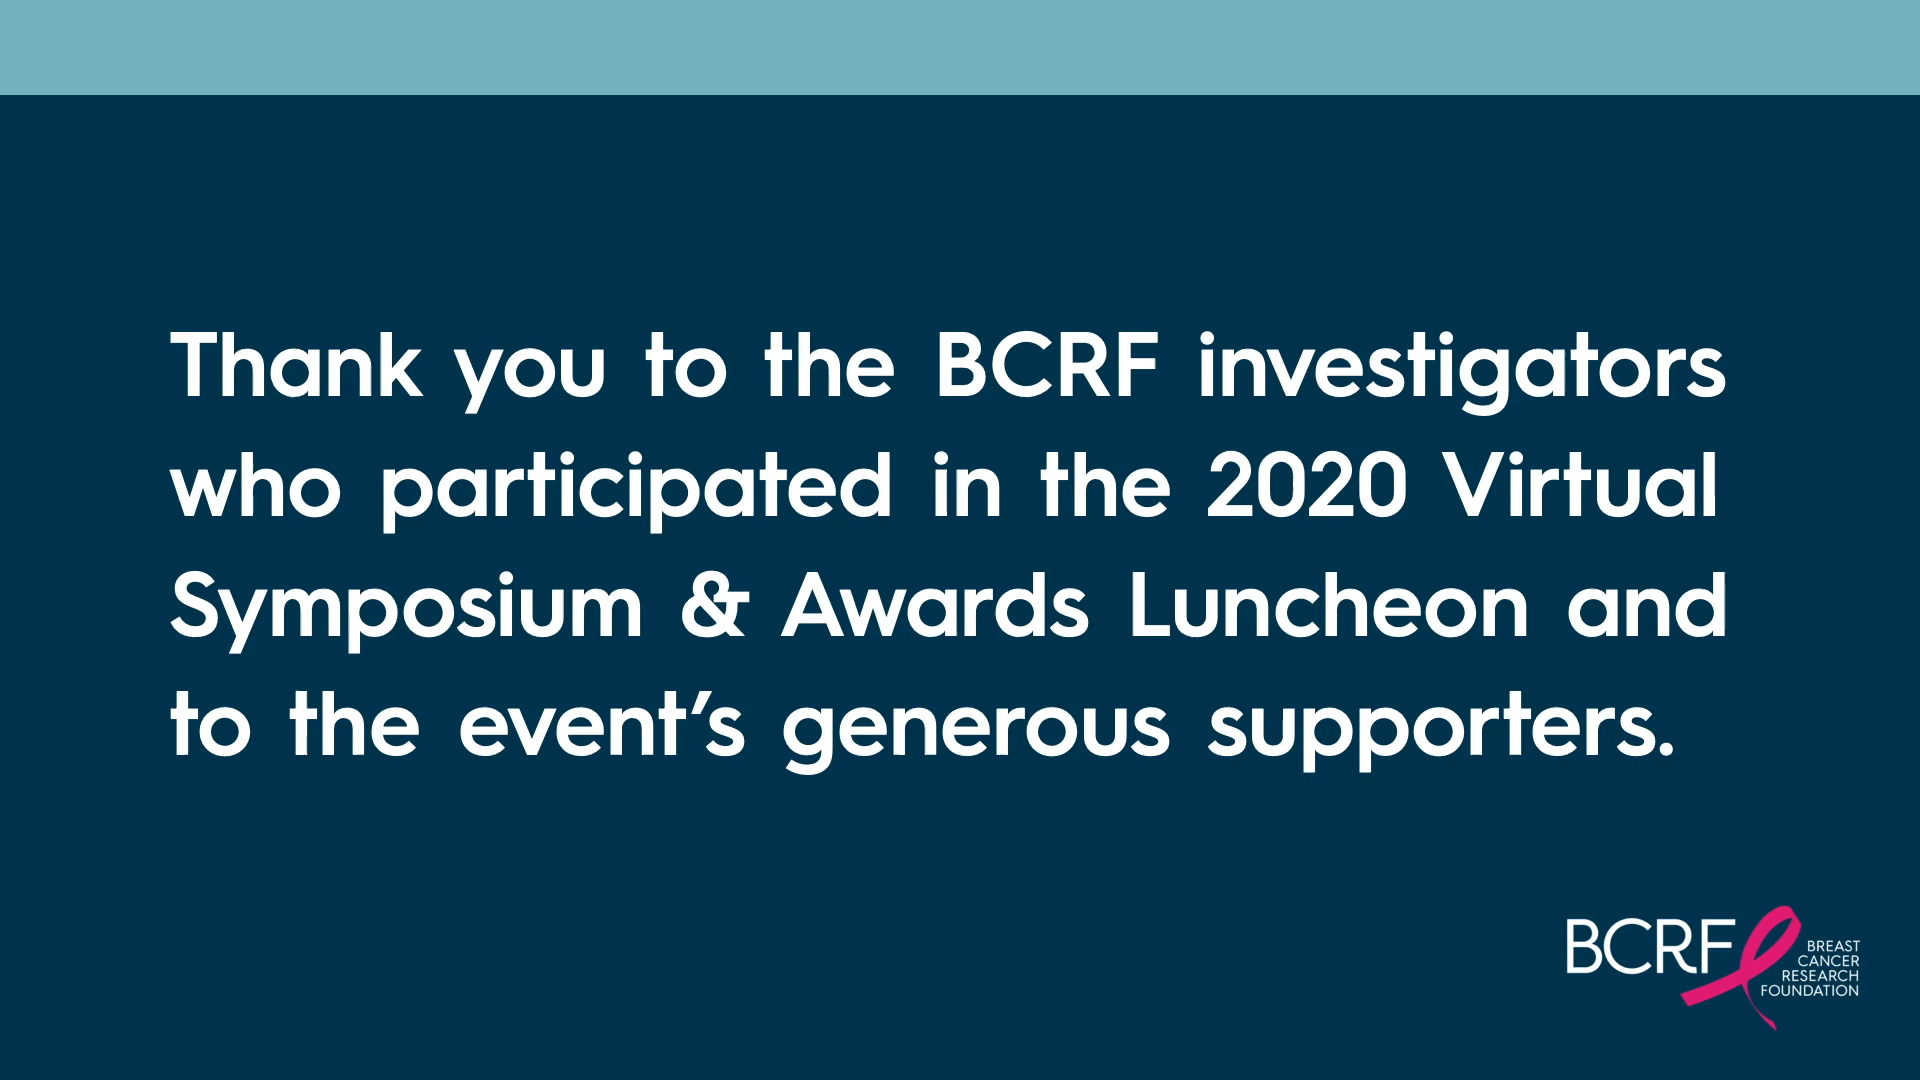 Thank you to the BCRF investigators
who participated in the 2020 Virtual
Symposium & Awards Luncheon and
to the event’s generous supporters.
BCRF
BREAST
CANCER
RESEARCH
FOUNDATION